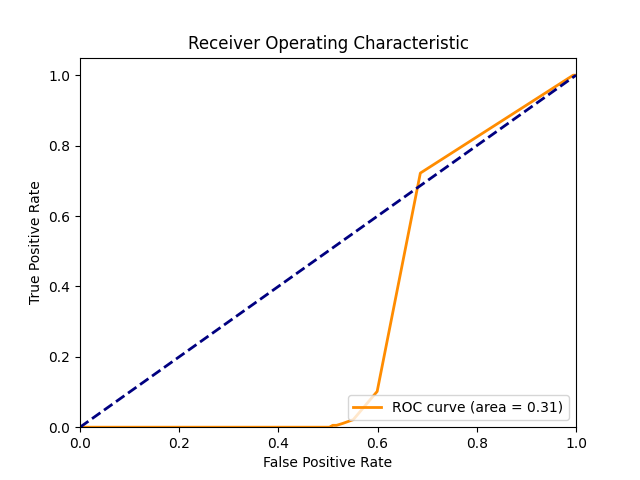 Receiver Operating Characteristic
True Positive Rate
1.0
0.8
0.6
0.4
0.2
0.0
ROC curve (area = 0.31)
0.0 0.2 0.4 0.6 0.8 1.0
False Positive Rate